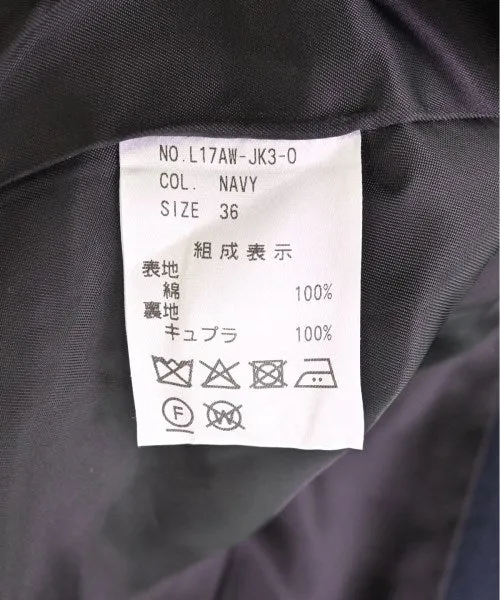 NO.L17AW-JK3-0
COL. NAVY
SIZE 36
組成表示
表地
綿 100%
裏地
キュプラ 100%
F W